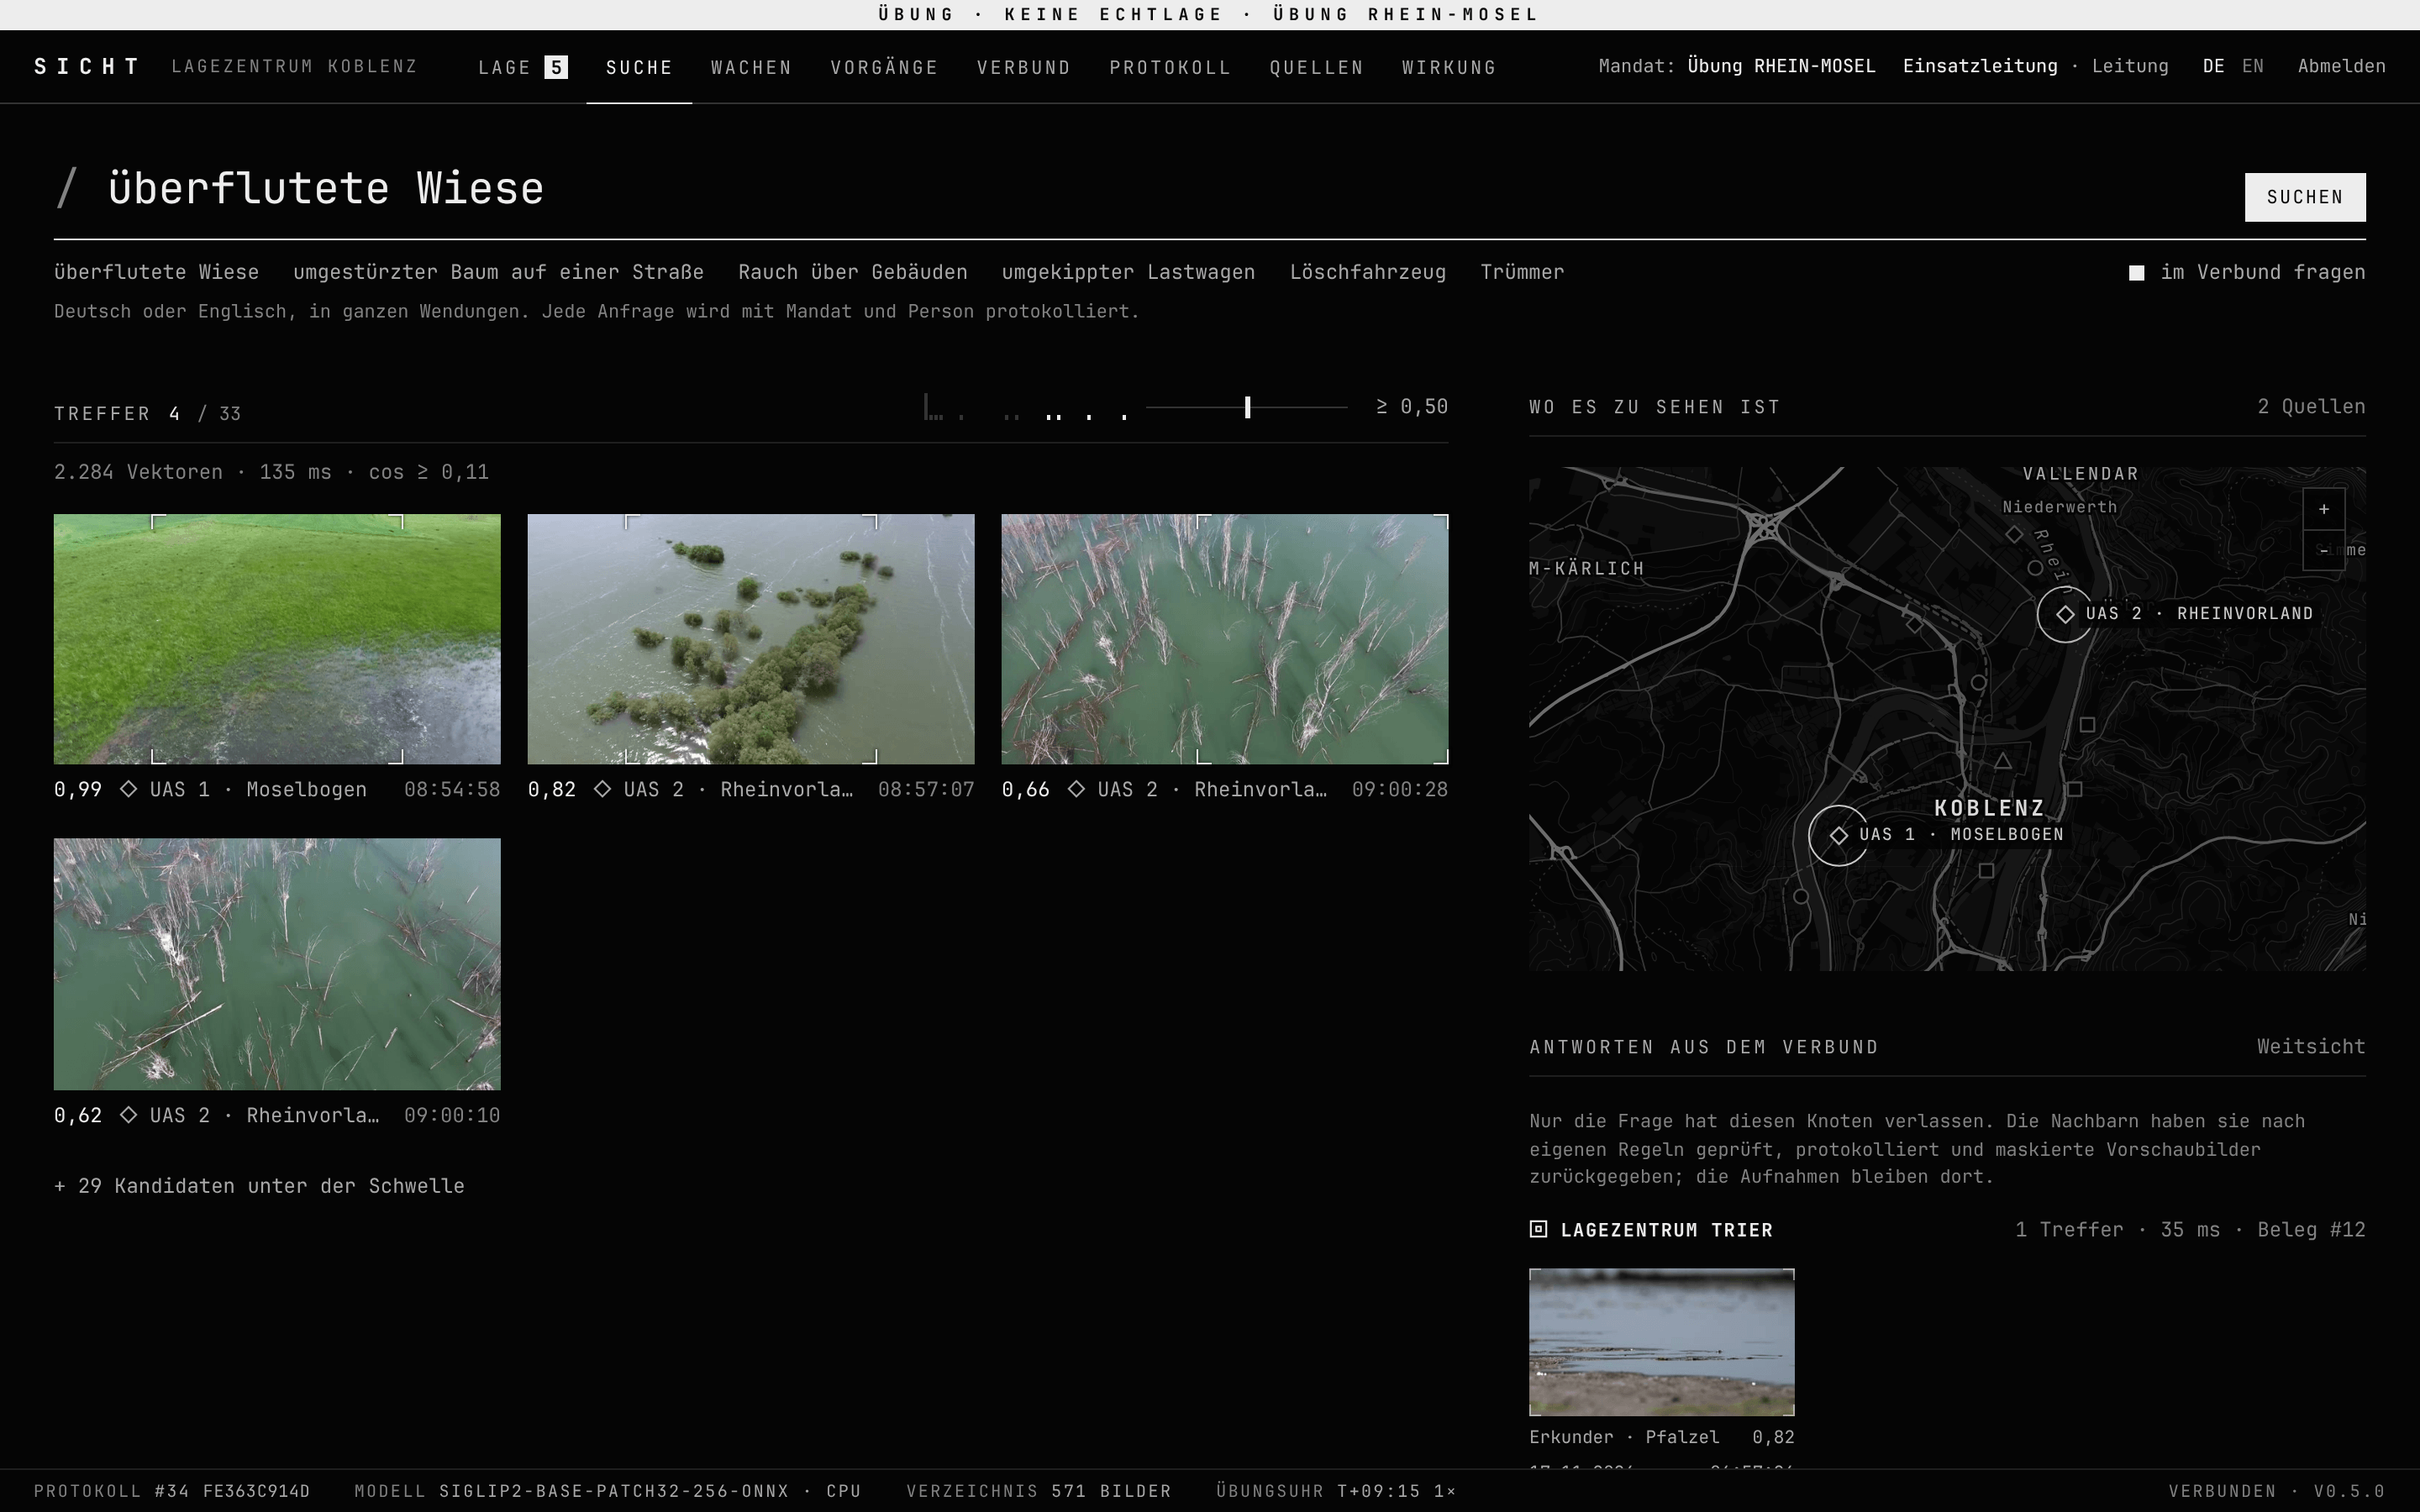 ÜBUNG · KEINE ECHTLAGE · ÜBUNG RHEIN-MOSEL
SICHT LAGEZENTRUM KOBLENZ LAGE 5 SUCHE WACHEN VORGÄNGE VERBUND PROTOKOLL QUELLEN WIRKUNG Mandat: Übung RHEIN-MOSEL Einsatzleitung · Leitung DE EN Abmelden
/ überflutete Wiese
SUCHEN
überflutete Wiese umgestürzter Baum auf einer Straße Rauch über Gebäuden umgekippter Lastwagen Löschfahrzeug Trümmer im Verbund fragen
Deutsch oder Englisch, in ganzen Wendungen. Jede Anfrage wird mit Mandat und Person protokolliert.
TREFFER 4 / 33 ≥ 0,50
2.284 Vektoren · 135 ms · cos ≥ 0,11
0,99 UAS 1 · Moselbogen 08:54:58
0,82 UAS 2 · Rheinvorla… 08:57:07
0,66 UAS 2 · Rheinvorla… 09:00:28
0,62 UAS 2 · Rheinvorla… 09:00:10
+ 29 Kandidaten unter der Schwelle
WO ES ZU SEHEN IST 2 Quellen
VALLENDAR
Niederwerth
+
Rhein
-
M-KÄRLICH
UAS 2 · RHEINVORLAND
KOBLENZ
UAS 1 · MOSELBOGEN
Ni
ANTWORTEN AUS DEM VERBUND Weitsicht
Nur die Frage hat diesen Knoten verlassen. Die Nachbarn haben sie nach
eigenen Regeln geprüft, protokolliert und maskierte Vorschaubilder
zurückgegeben; die Aufnahmen bleiben dort.
LAGEZENTRUM TRIER 1 Treffer · 35 ms · Beleg #12
Erkunder · Pfalzel 0,82
PROTOKOLL #34 FE363C914D MODELL SIGLIP2-BASE-PATCH32-256-ONNX · CPU VERZEICHNIS 571 BILDER ÜBUNGSUHR T+09:15 1× VERBUNDEN · V0.5.0